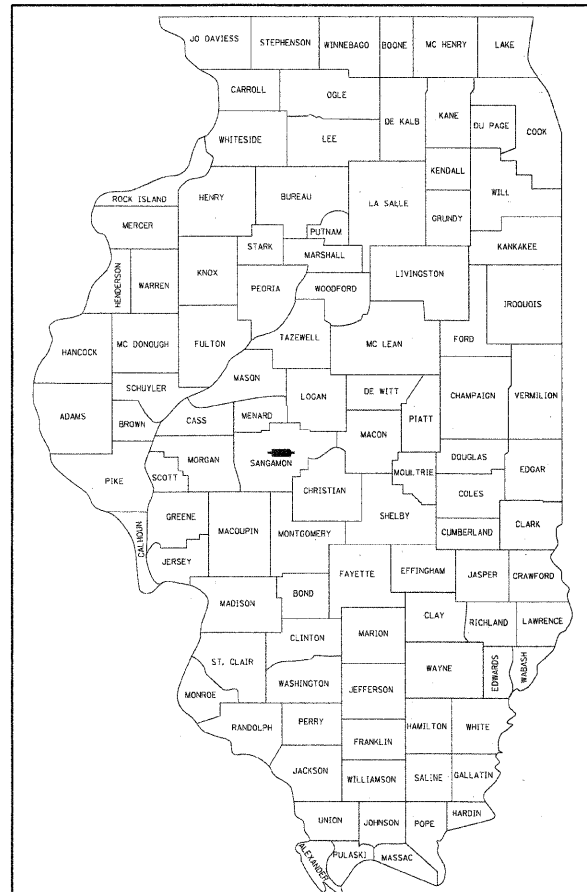 JO DAVIESS
STEPHENSON
WINNEBAGO
BOONE
MC HENRY
LAKE
CARROLL
OGLE
DE KALB
KANE
DU PAGE
COOK
WHITESIDE
LEE
KENDALL
WILL
ROCK ISLAND
HENRY
BUREAU
LA SALLE
GRUNDY
MERCER
PUTNAM
STARK
MARSHALL
KANKAKEE
HENDERSON
WARREN
KNOX
PEORIA
WOODFORD
LIVINGSTON
IROQUOIS
HANCOCK
MC DONOUGH
FULTON
TAZEWELL
MC LEAN
FORD
SCHUYLER
MASON
LOGAN
DE WITT
CHAMPAIGN
VERMILION
ADAMS
BROWN
CASS
MENARD
PIATT
MACON
PIKE
SCOTT
MORGAN
SANGAMON
CHRISTIAN
MOULTRIE
DOUGLAS
EDGAR
COLES
CALHOUN
GREENE
MACOUPIN
MONTGOMERY
SHELBY
CUMBERLAND
CLARK
JERSEY
FAYETTE
EFFINGHAM
JASPER
CRAWFORD
MADISON
BOND
CLAY
RICHLAND
LAWRENCE
CLINTON
MARION
ST. CLAIR
WAYNE
EDWARDS
WABASH
MONROE
WASHINGTON
JEFFERSON
RANDOLPH
PERRY
HAMILTON
WHITE
FRANKLIN
JACKSON
WILLIAMSON
SALINE
GALLATIN
UNION
JOHNSON
POPE
HARDIN
ALEXANDER
PULASKI
MASSAC